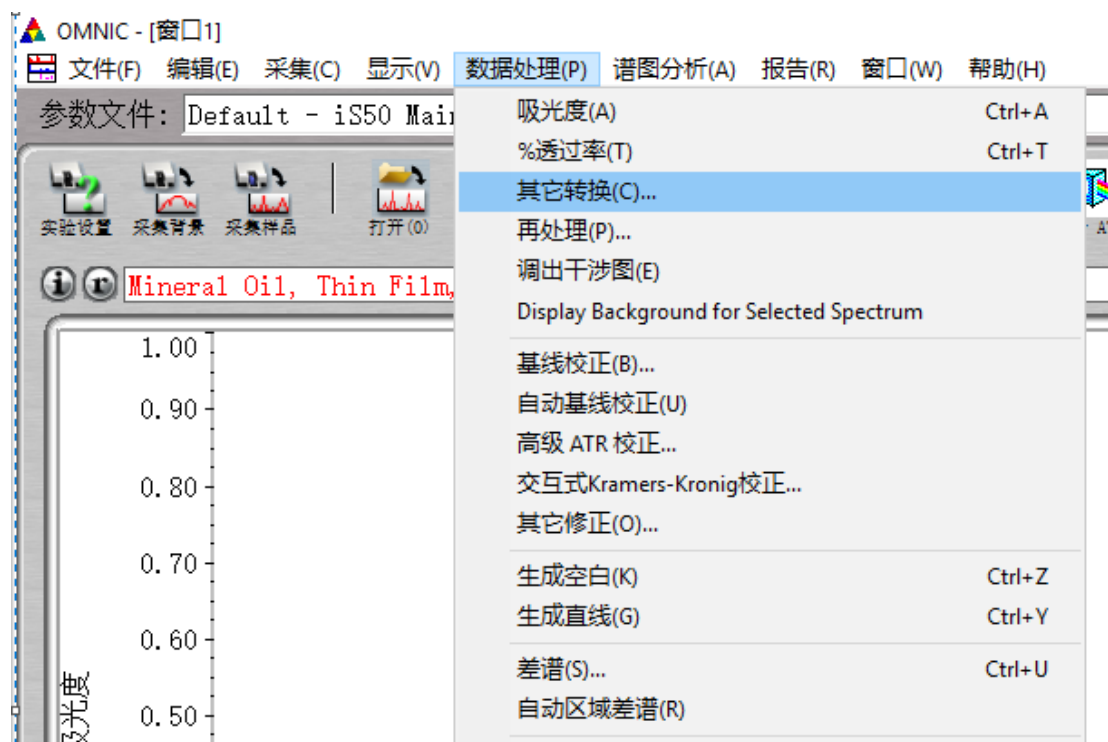 OMNIC - [窗口1]
文件(F) 编辑(E) 采集(C) 显示(V) 数据处理(P) 谱图分析(A) 报告(R) 窗口(W) 帮助(H)
参数文件: Default - iS50 Mai
吸光度(A) Ctrl+A
%透过率(T) Ctrl+T
其它转换(C)...
再处理(P)...
调出干涉图(E)
Display Background for Selected Spectrum
基线校正(B)...
自动基线校正(U)
高级 ATR 校正...
交互式Kramers-Kronig校正...
其它修正(O)...
生成空白(K) Ctrl+Z
生成直线(G) Ctrl+Y
差谱(S)... Ctrl+U
自动区域差谱(R)
实验设置 采集背景 采集样品 打开(O)
Mineral Oil, Thin Film,
1.00
0.90
0.80
0.70
0.60
0.50
吸光度